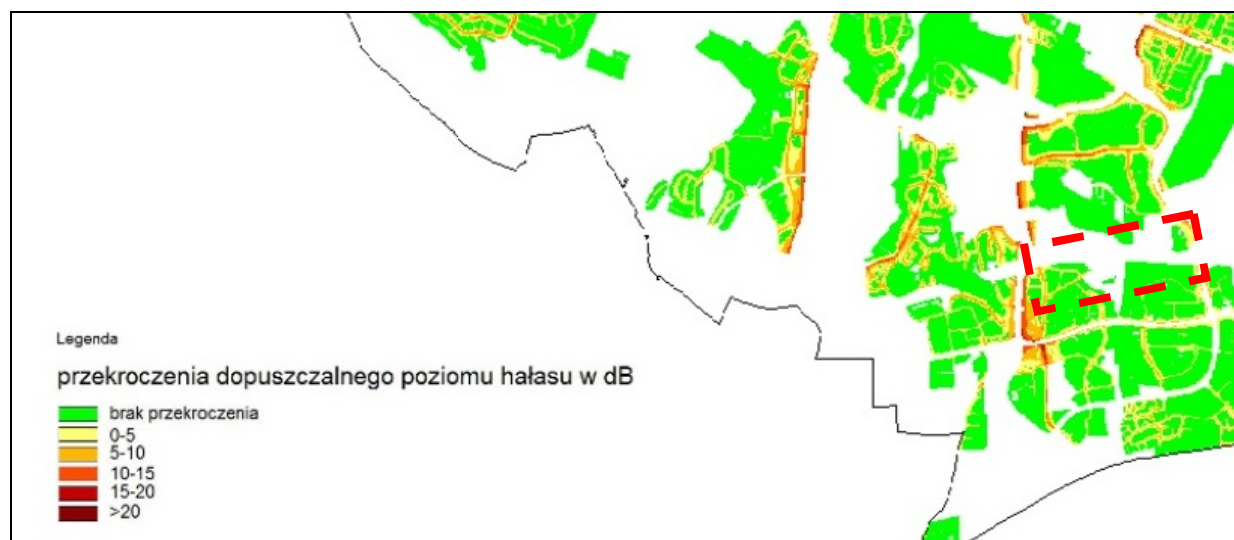 Legenda
przekroczenia dopuszczalnego poziomu hałasu w dB
brak przekroczenia
0-5
5-10
10-15
15-20
>20